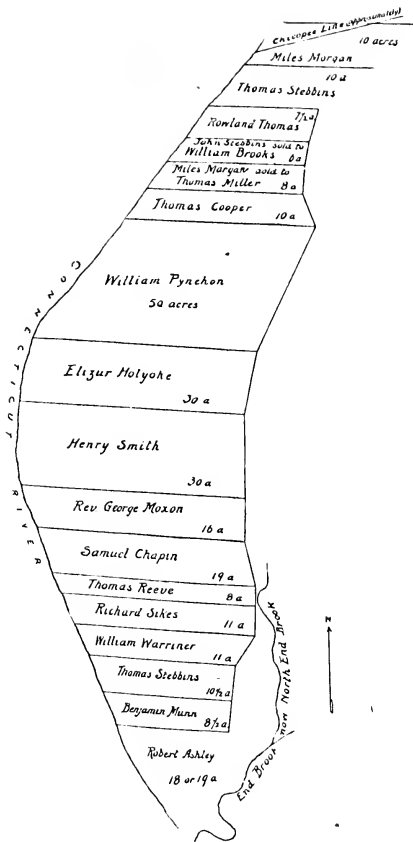 Chicopee Line (approximately)
10 acres
Miles Morgan
10 a
Thomas Stebbins
7½ a
Rowland Thomas
John Stebbins sold to
William Brooks
6 a
Miles Morgan sold to
Thomas Miller
8 a
Thomas Cooper
10 a
William Pynchon
50 acres
CONNECTICUT RIVER
Elizur Holyoke
30 a
Henry Smith
30 a
Rev George Moxon
16 a
Samuel Chapin
19 a
Thomas Reeve
8 a
Richard Sikes
11 a
William Warriner
11 a
Thomas Stebbins
10½ a
Benjamin Munn
8½ a
Robert Ashley
18 or 19 a
End Brook now North End Brook
N